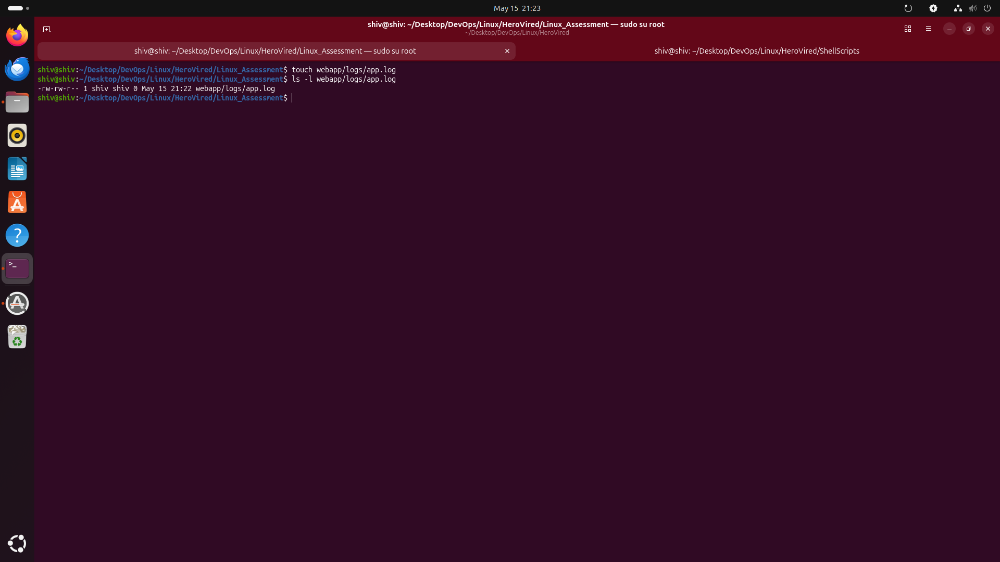 May 15 21:23
shiv@shiv: ~/Desktop/DevOps/Linux/HeroVired/Linux_Assessment — sudo su root
~/Desktop/DevOps/Linux/HeroVired
shiv@shiv: ~/Desktop/DevOps/Linux/HeroVired/Linux_Assessment — sudo su root
shiv@shiv: ~/Desktop/DevOps/Linux/HeroVired/ShellScripts
shiv@shiv:~/Desktop/DevOps/Linux/HeroVired/Linux_Assessment$ touch webapp/logs/app.log
shiv@shiv:~/Desktop/DevOps/Linux/HeroVired/Linux_Assessment$ ls -l webapp/logs/app.log
-rw-rw-r-- 1 shiv shiv 0 May 15 21:22 webapp/logs/app.log
shiv@shiv:~/Desktop/DevOps/Linux/HeroVired/Linux_Assessment$